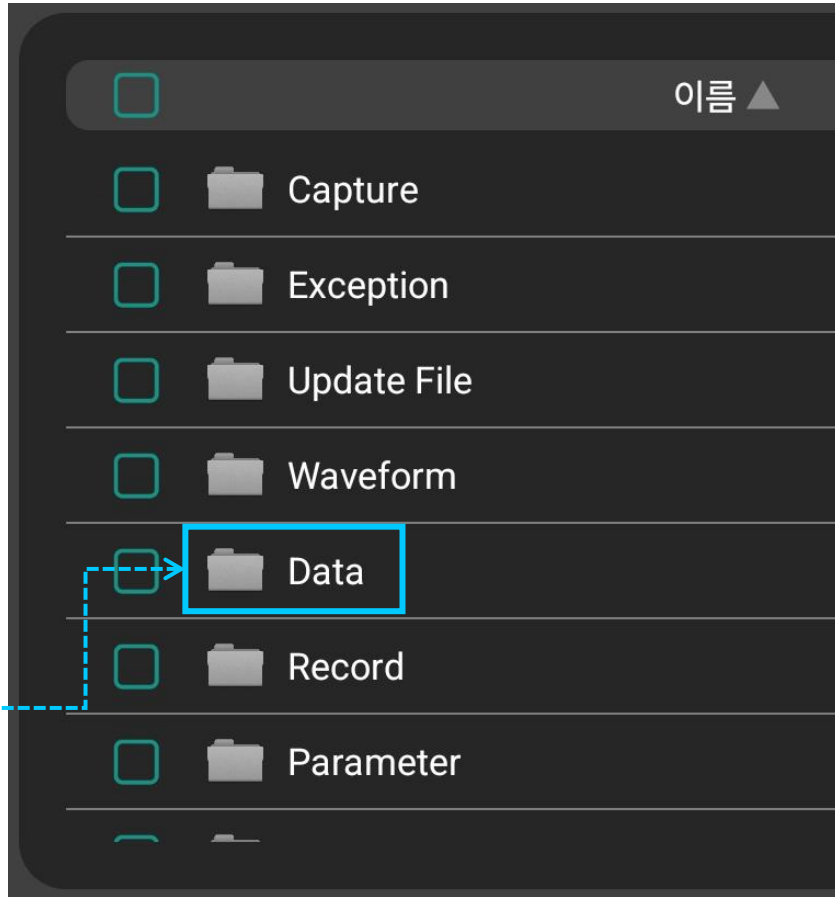 이름 ▲
Capture
Exception
Update File
Waveform
Data
Record
Parameter